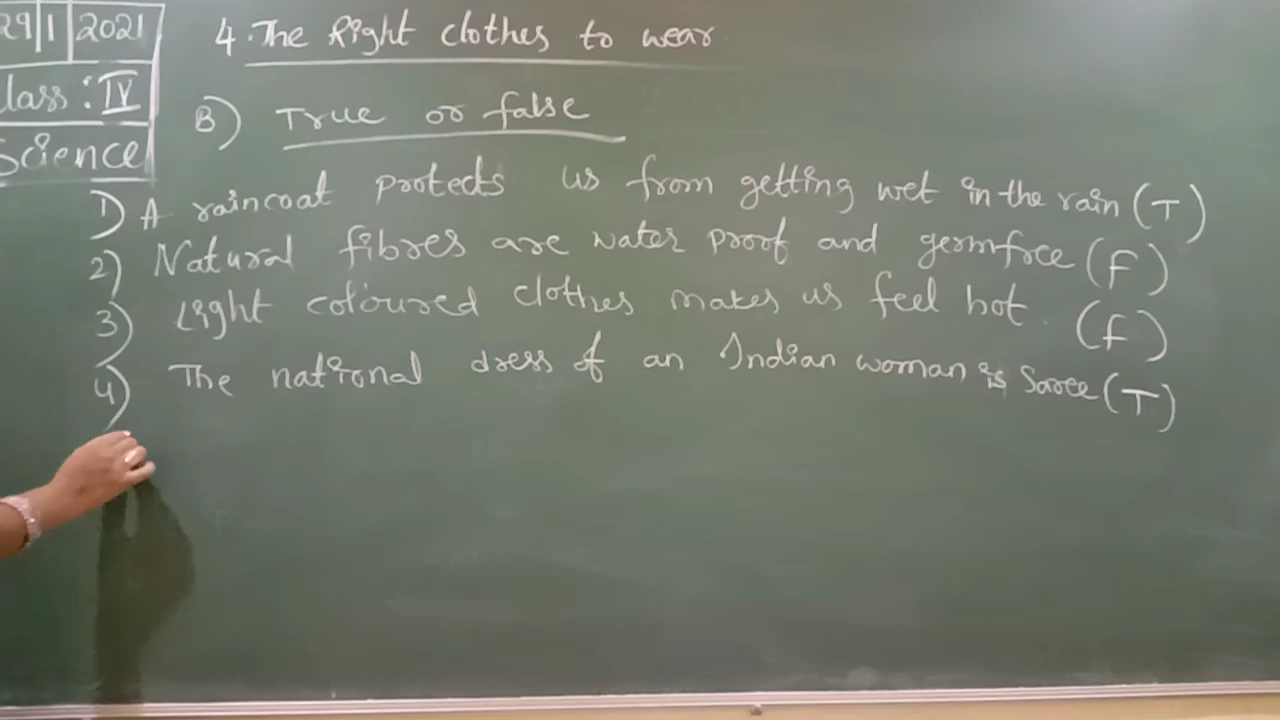 29|1|2021
lass : IV
Science
4. The Right clothes to wear
B) True or false
1) A raincoat protects us from getting wet in the rain (T)
2) Natural fibres are water proof and germfree (F)
3) Light coloured clothes makes us feel hot. (f)
4) The national dress of an Indian woman is Saree (T)